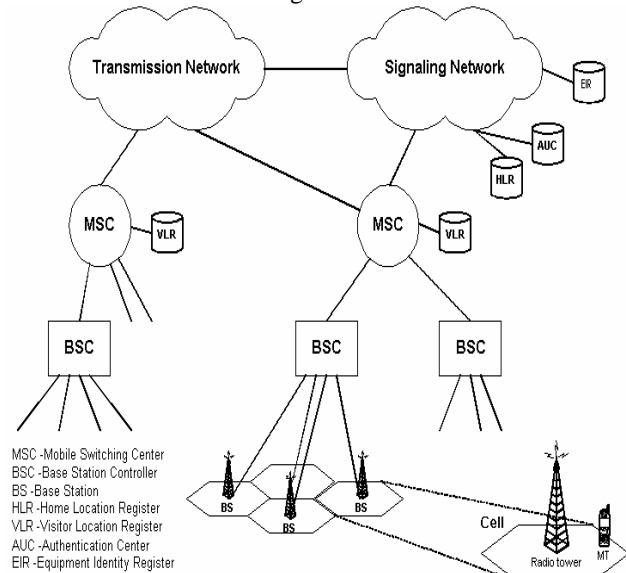 Transmission Network
Signaling Network
EIR
AUC
HLR
MSC
VLR
MSC
VLR
BSC
BSC
BSC
MSC -Mobile Switching Center
BSC -Base Station Controller
BS -Base Station
HLR -Home Location Register
VLR -Visitor Location Register
AUC -Authentication Center
EIR -Equipment Identity Register
BS
BS
BS
Cell
Radio tower
MT